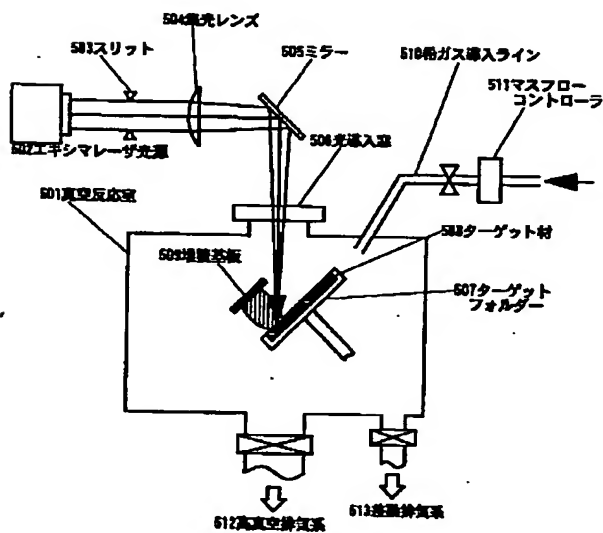 504集光レンズ
503スリット
505ミラー
510希ガス導入ライン
511マスフロー
コントローラ
502エキシマレーザ光源
506光導入窓
501真空反応室
508ターゲット材
509堆積基板
507ターゲット
フォルダー
512高真空排気系
513差動排気系